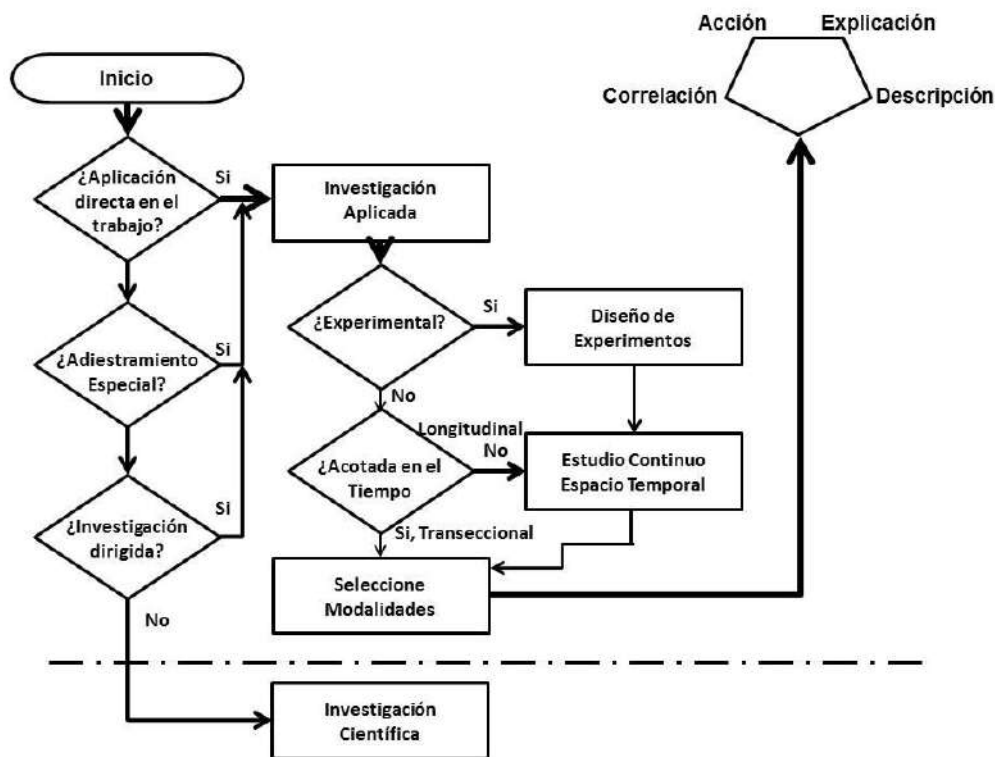 Acción
Explicación
Correlación
Descripción
Inicio
¿Aplicación
directa en el
trabajo?
Si
Investigación
Aplicada
¿Experimental?
Si
Diseño de
Experimentos
No
¿Adiestramiento
Especial?
Si
Longitudinal
No
¿Acotada en el
Tiempo
Estudio Continuo
Espacio Temporal
Si, Transeccional
¿Investigación
dirigida?
Si
Seleccione
Modalidades
No
Investigación
Científica